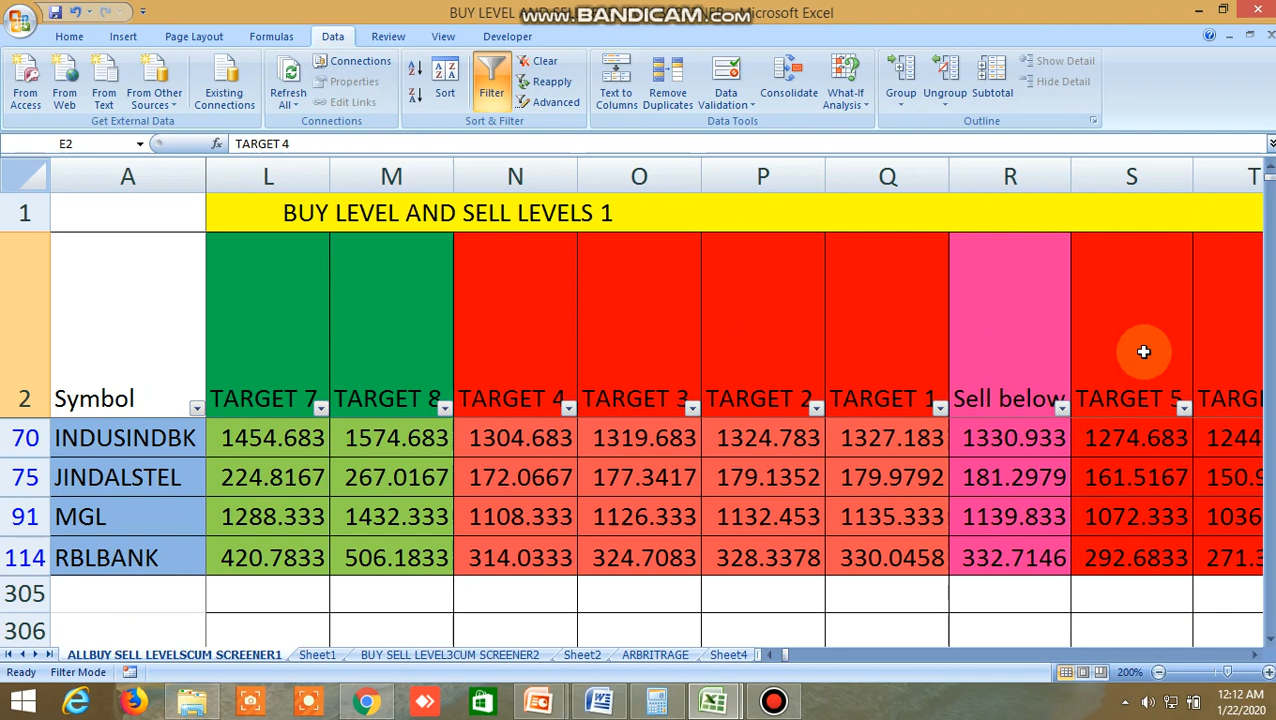 BUY LEVEL AND SEL
SCREENER - Microsoft Excel
www.BANDICAM.com
Home Insert Page Layout Formulas Data Review View Developer
From Access
From Web
From Text
From Other Sources
Existing Connections
Get External Data
Refresh All
Connections
Properties
Edit Links
Connections
Sort
Filter
Clear
Reapply
Advanced
Sort & Filter
Text to Columns
Remove Duplicates
Data Validation
Consolidate
What-If Analysis
Data Tools
Group
Ungroup
Subtotal
Show Detail
Hide Detail
Outline
E2 fx TARGET 4
A L M N O P Q R S T
1 BUY LEVEL AND SELL LEVELS 1
2 Symbol TARGET 7 TARGET 8 TARGET 4 TARGET 3 TARGET 2 TARGET 1 Sell below TARGET 5 TARG
70 INDUSINDBK 1454.683 1574.683 1304.683 1319.683 1324.783 1327.183 1330.933 1274.683 1244
75 JINDALSTEL 224.8167 267.0167 172.0667 177.3417 179.1352 179.9792 181.2979 161.5167 150.9
91 MGL 1288.333 1432.333 1108.333 1126.333 1132.453 1135.333 1139.833 1072.333 1036
114 RBLBANK 420.7833 506.1833 314.0333 324.7083 328.3378 330.0458 332.7146 292.6833 271.3
305
306
ALLBUY SELL LEVELSCUM SCREENER1 Sheet1 BUY SELL LEVEL3CUM SCREENER2 Sheet2 ARBRITRAGE Sheet4
Ready Filter Mode 200%
12:12 AM
1/22/2020